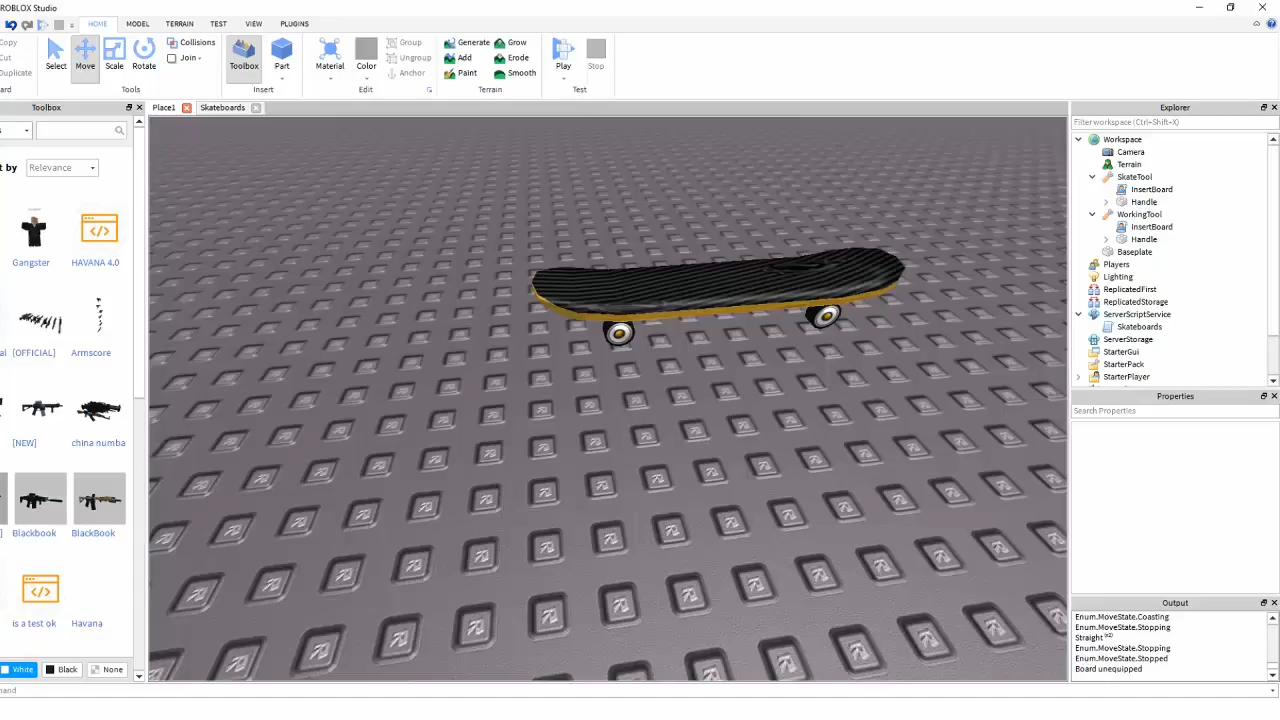 ROBLOX Studio
HOME MODEL TERRAIN TEST VIEW PLUGINS
Copy
Cut
Duplicate
Select Move Scale Rotate
Collisions
Join
Toolbox Part
Material Color
Group
Ungroup
Anchor
Generate Grow
Add Erode
Paint Smooth
Play Stop
Tools Insert Edit Terrain Test
Toolbox
Place1 Skateboards
t by Relevance
Gangster HAVANA 4.0
[OFFICIAL] Armscore
[NEW] china numba
Blackbook BlackBook
is a test ok Havana
White Black None
mand
Explorer
Filter workspace (Ctrl+Shift+X)
Workspace
Camera
Terrain
SkateTool
InsertBoard
Handle
WorkingTool
InsertBoard
Handle
Baseplate
Players
Lighting
ReplicatedFirst
ReplicatedStorage
ServerScriptService
Skateboards
ServerStorage
StarterGui
StarterPack
StarterPlayer
Properties
Search Properties
Output
Enum.MoveState.Coasting
Enum.MoveState.Stopping
Straight (x2)
Enum.MoveState.Stopping
Enum.MoveState.Stopped
Board unequipped